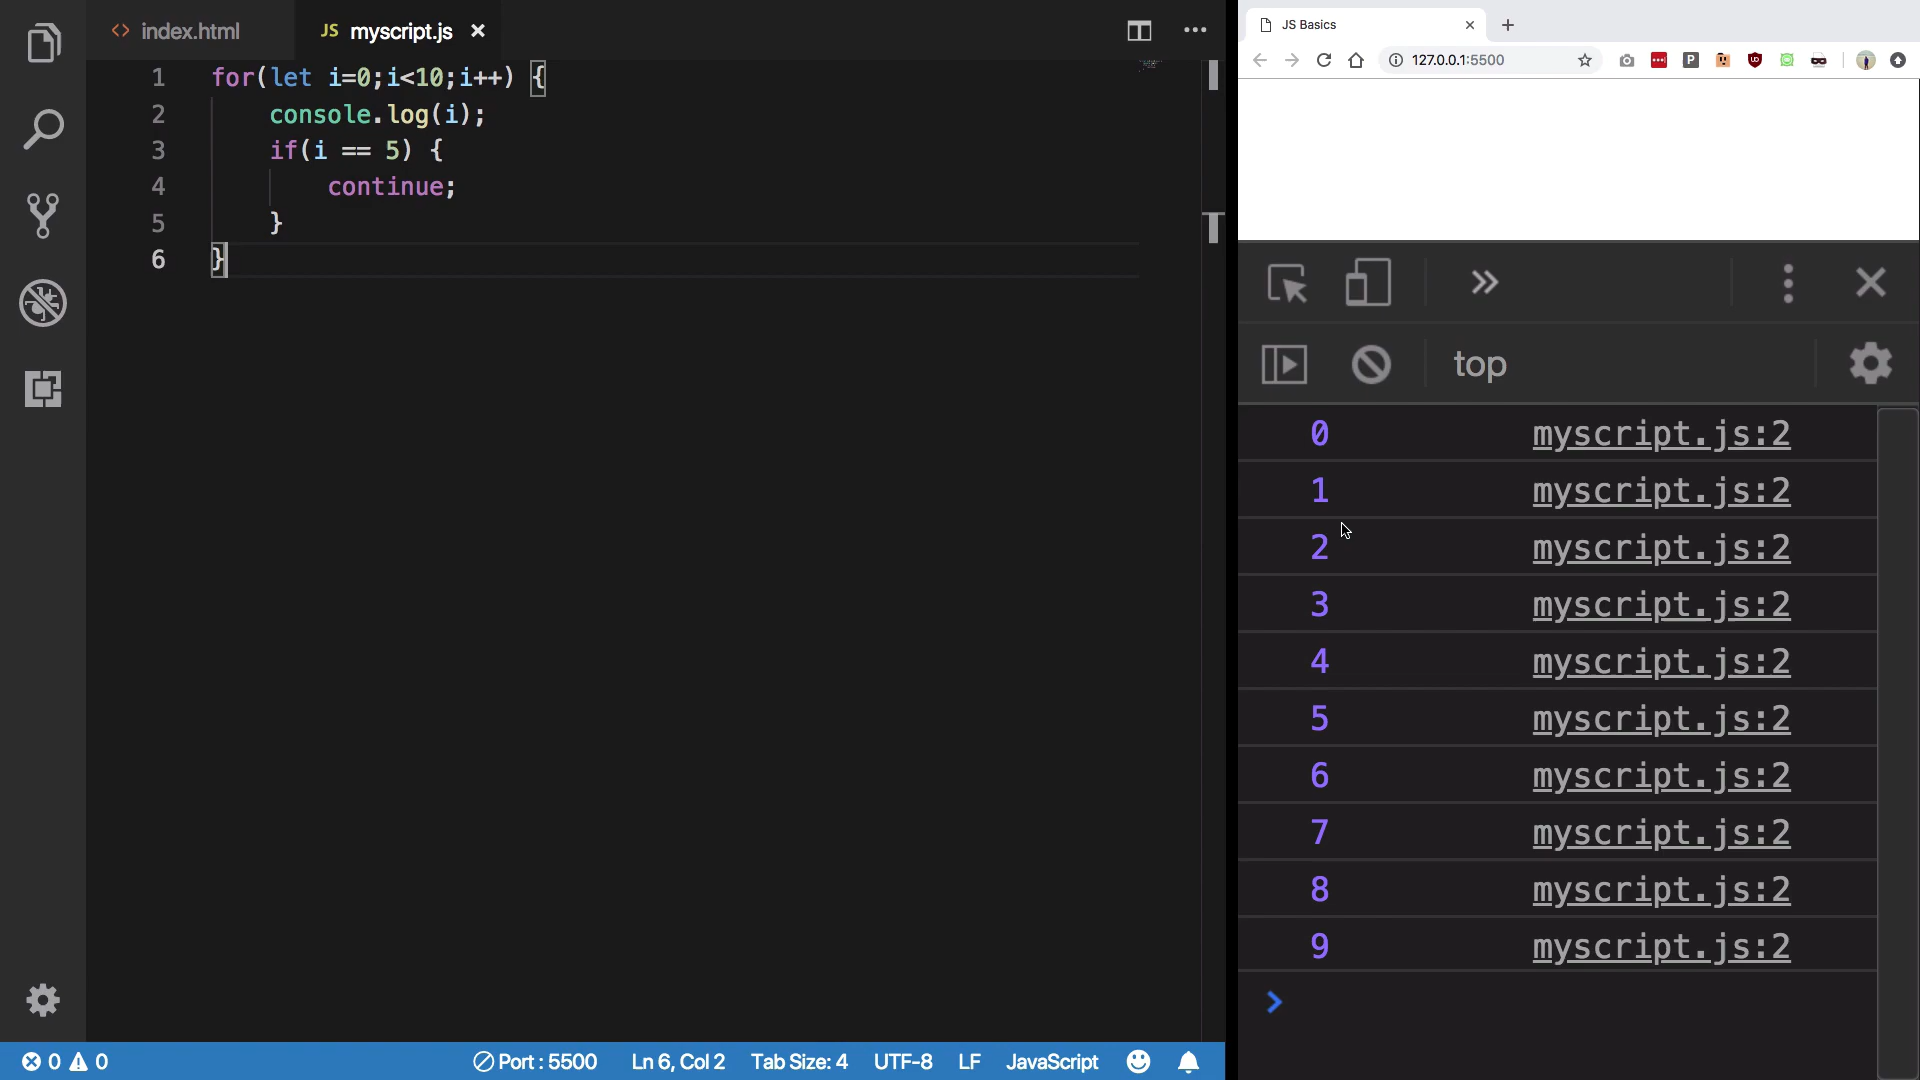 index.html
JS myscript.js
1 for(let i=0;i<10;i++) {
2 console.log(i);
3 if(i == 5) {
4 continue;
5 }
6 }
0 0
Port : 5500
Ln 6, Col 2
Tab Size: 4
UTF-8
LF
JavaScript
JS Basics
127.0.0.1:5500
top
0 myscript.js:2
1 myscript.js:2
2 myscript.js:2
3 myscript.js:2
4 myscript.js:2
5 myscript.js:2
6 myscript.js:2
7 myscript.js:2
8 myscript.js:2
9 myscript.js:2